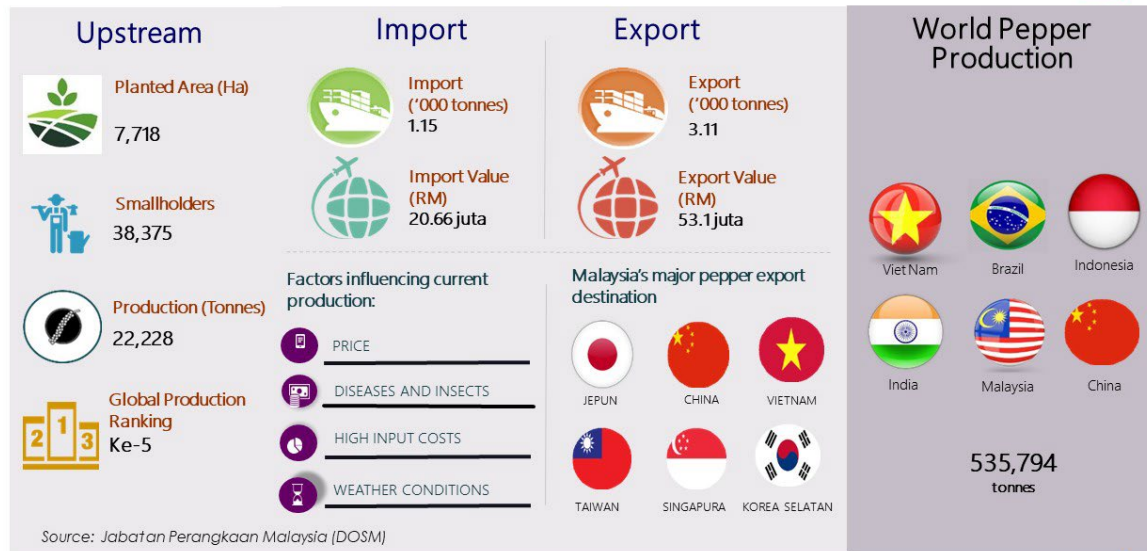 Upstream
Planted Area (Ha)
7,718
Smallholders
38,375
Production (Tonnes)
22,228
Global Production
Ranking
Ke-5
2 1 3
Import
Import
('000 tonnes)
1.15
Import Value
(RM)
20.66 juta
Export
Export
('000 tonnes)
3.11
Export Value
(RM)
53.1 juta
Factors influencing current
production:
PRICE
DISEASES AND INSECTS
HIGH INPUT COSTS
WEATHER CONDITIONS
Malaysia's major pepper export
destination
JEPUN
CHINA
VIETNAM
TAIWAN
SINGAPURA
KOREA SELATAN
World Pepper
Production
Viet Nam
Brazil
Indonesia
India
Malaysia
China
535,794
tonnes
Source: Jabatan Perangkaan Malaysia (DOSM)